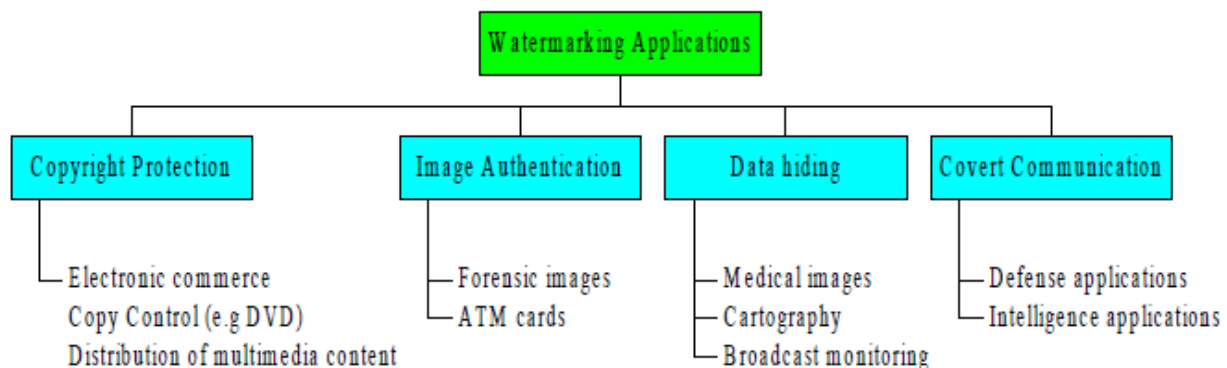 Watermarking Applications
Copyright Protection
Image Authentication
Data hiding
Covert Communication
Electronic commerce
Copy Control (e.g DVD)
Distribution of multimedia content
Forensic images
ATM cards
Medical images
Cartography
Broadcast monitoring
Defense applications
Intelligence applications